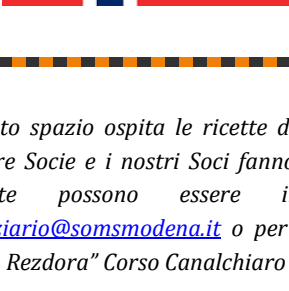 to spazio ospita le ricette d
re Socie e i nostri Soci fanno
te possono essere i
ziario@somsmodena.it o per
Rezdora” Corso Canalchiaro